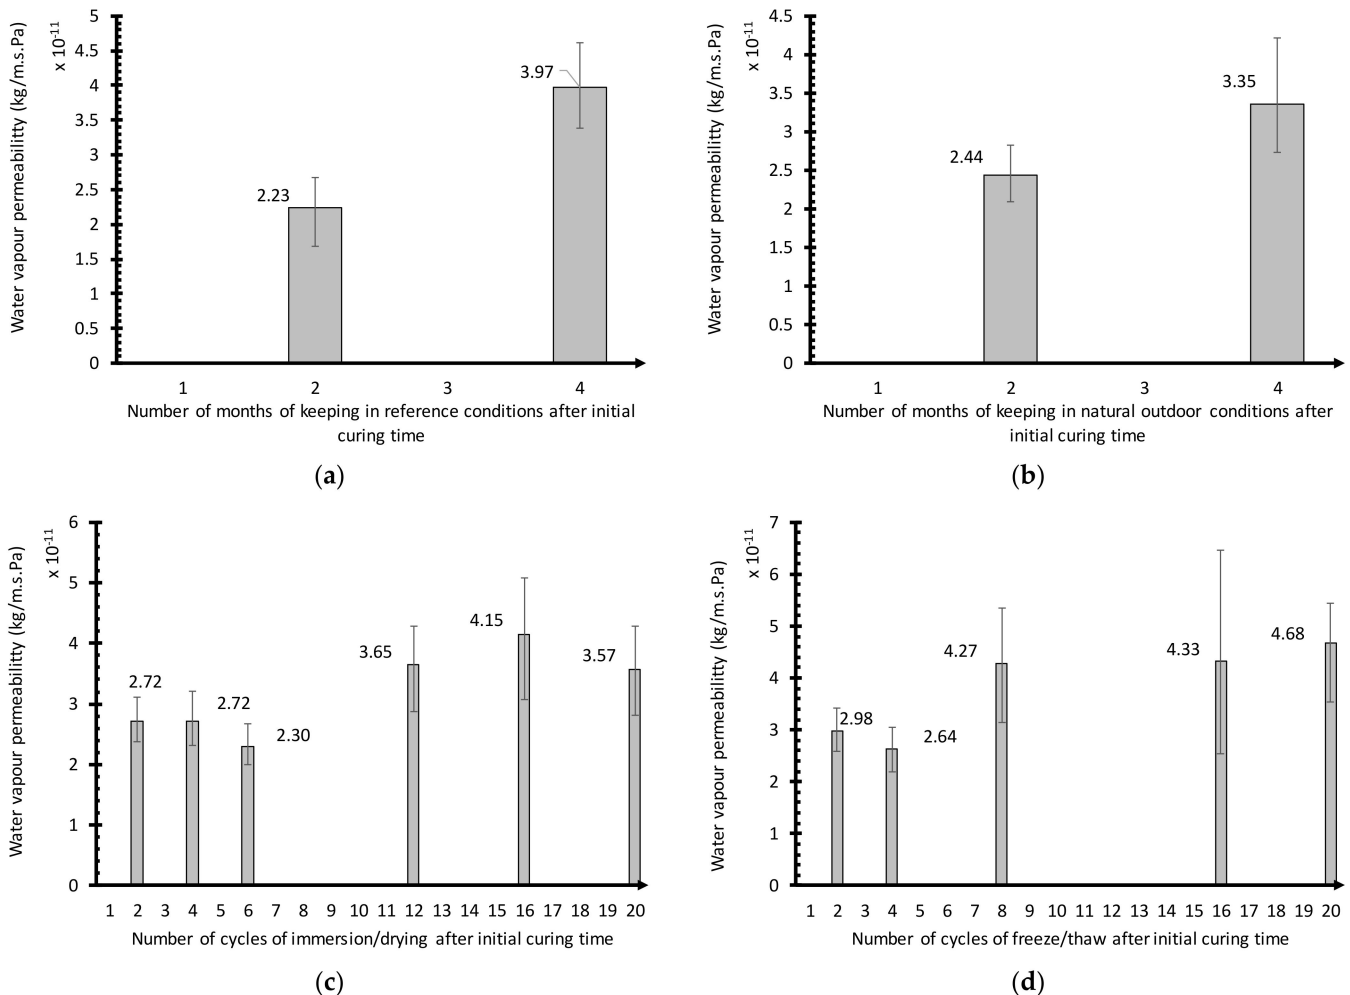 Water vapour permeabilitty (kg/m.s.Pa)
x 10-11
5
4.5
4
3.5
3
2.5
2
1.5
1
0.5
0
2.23
3.97
1 2 3 4
Number of months of keeping in reference conditions after initial
curing time
(a)
Water vapour permeabilitty (kg/m.s.Pa)
x 10-11
4.5
4
3.5
3
2.5
2
1.5
1
0.5
0
2.44
3.35
1 2 3 4
Number of months of keeping in natural outdoor conditions after
initial curing time
(b)
Water vapour permeabilitty (kg/m.s.Pa)
x 10-11
6
5
4
3
2
1
0
2.72
2.72
2.30
3.65
4.15
3.57
1 2 3 4 5 6 7 8 9 10 11 12 13 14 15 16 17 18 19 20
Number of cycles of immersion/drying after initial curing time
(c)
Water vapour permeabilitty (kg/m.s.Pa)
x 10-11
7
6
5
4
3
2
1
0
2.98
2.64
4.27
4.33
4.68
1 2 3 4 5 6 7 8 9 10 11 12 13 14 15 16 17 18 19 20
Number of cycles of freeze/thaw after initial curing time
(d)